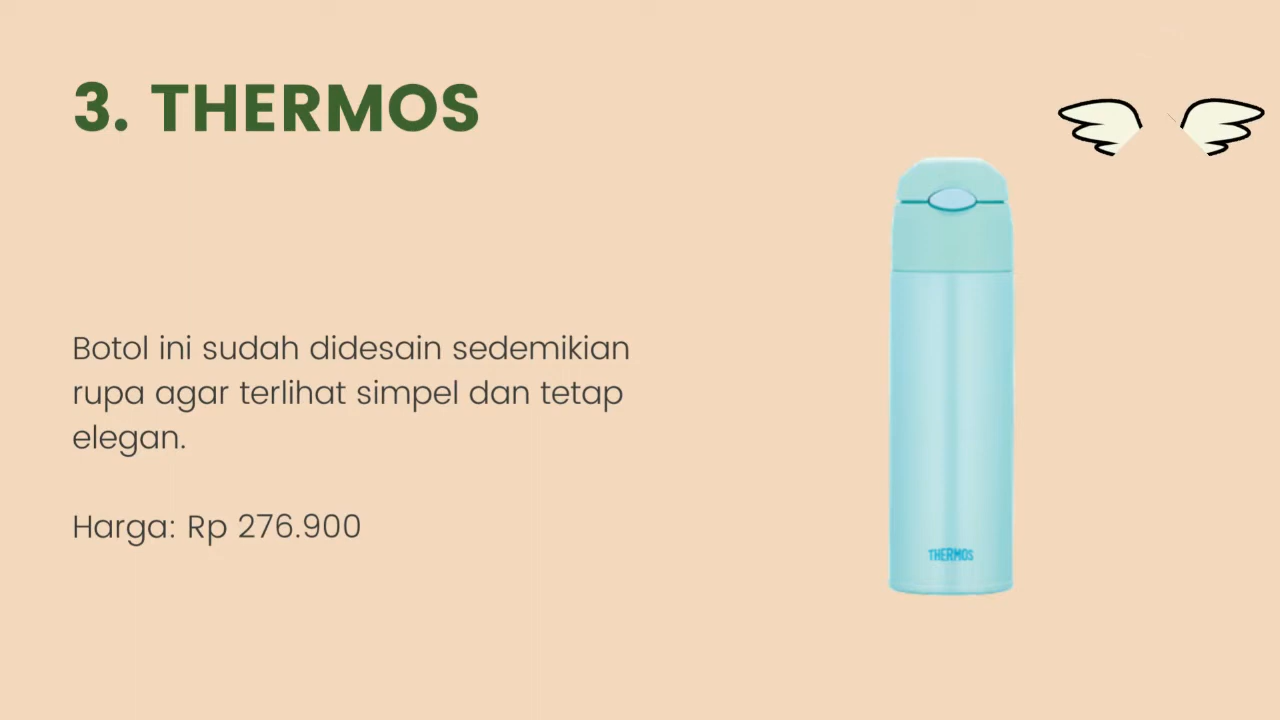 3. THERMOS
Botol ini sudah didesain sedemikian
rupa agar terlihat simpel dan tetap
elegan.
Harga: Rp 276.900
THERMOS